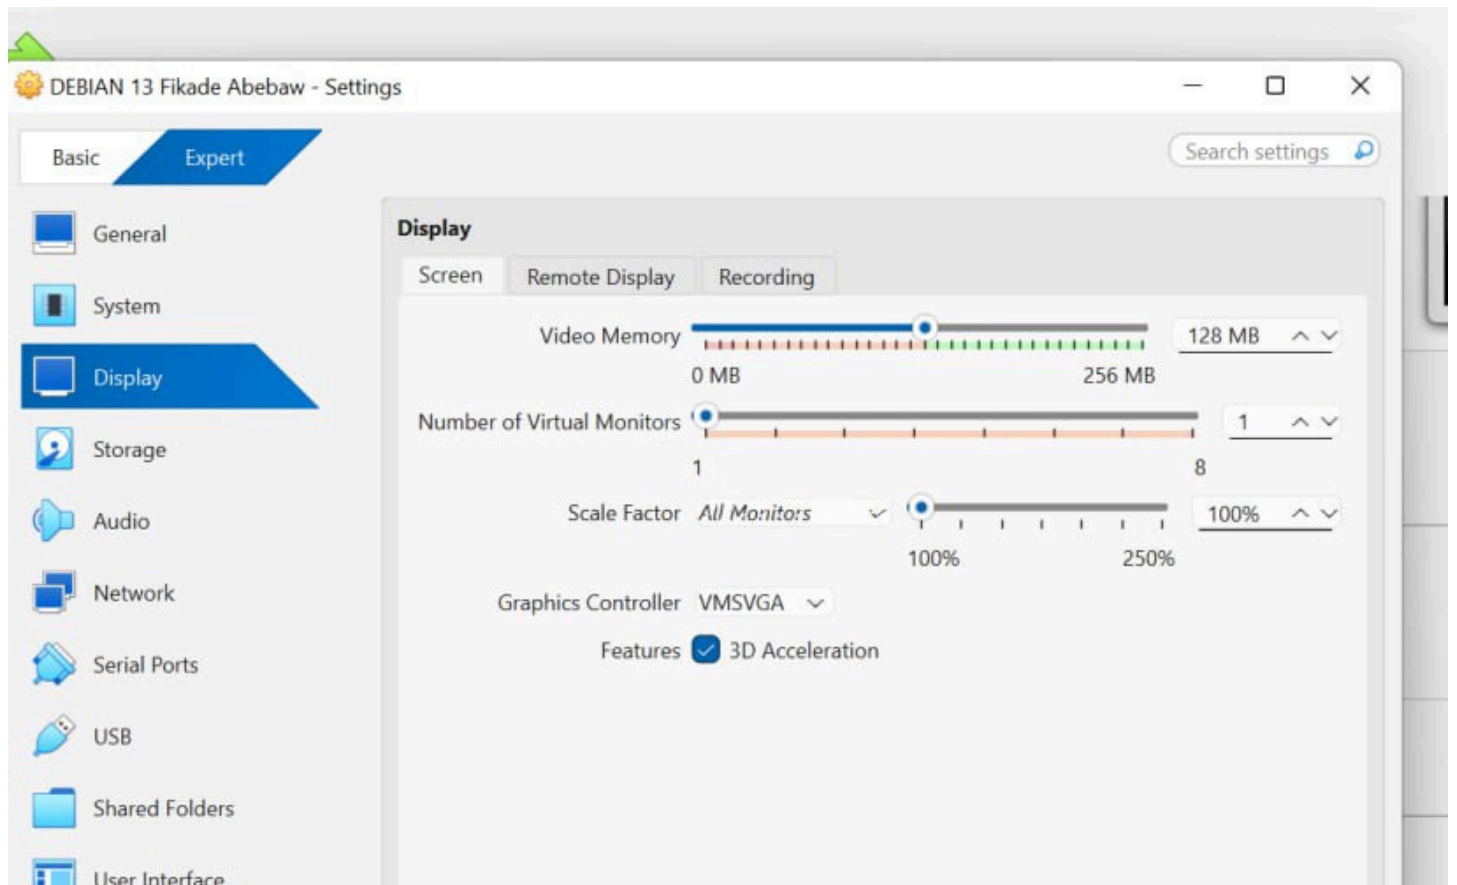 DEBIAN 13 Fikade Abebaw - Settings
Basic
Expert
Search settings
General
System
Display
Storage
Audio
Network
Serial Ports
USB
Shared Folders
User Interface
Display
Screen
Remote Display
Recording
Video Memory
128 MB
0 MB
256 MB
Number of Virtual Monitors
1
1
8
Scale Factor
All Monitors
100%
100%
250%
Graphics Controller
VMSVGA
Features
3D Acceleration